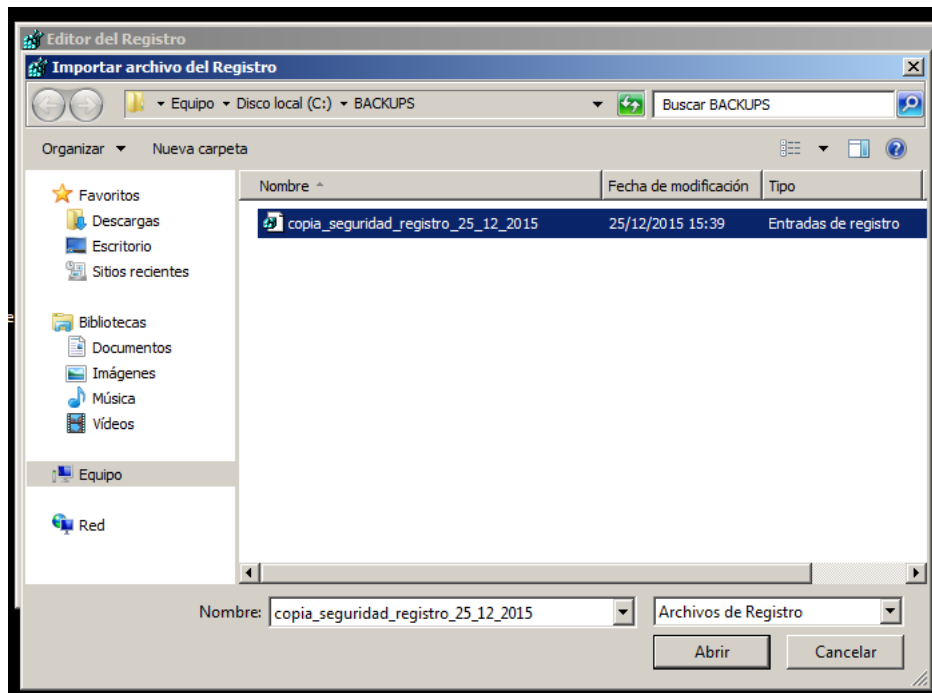 Editor del Registro
Importar archivo del Registro
Equipo Disco local (C:) BACKUPS Buscar BACKUPS
Organizar Nueva carpeta
Nombre Fecha de modificación Tipo
copia_seguridad_registro_25_12_2015 25/12/2015 15:39 Entradas de registro
Favoritos
Descargas
Escritorio
Sitios recientes
Bibliotecas
Documentos
Imágenes
Música
Vídeos
Equipo
Red
Nombre: copia_seguridad_registro_25_12_2015 Archivos de Registro
Abrir Cancelar